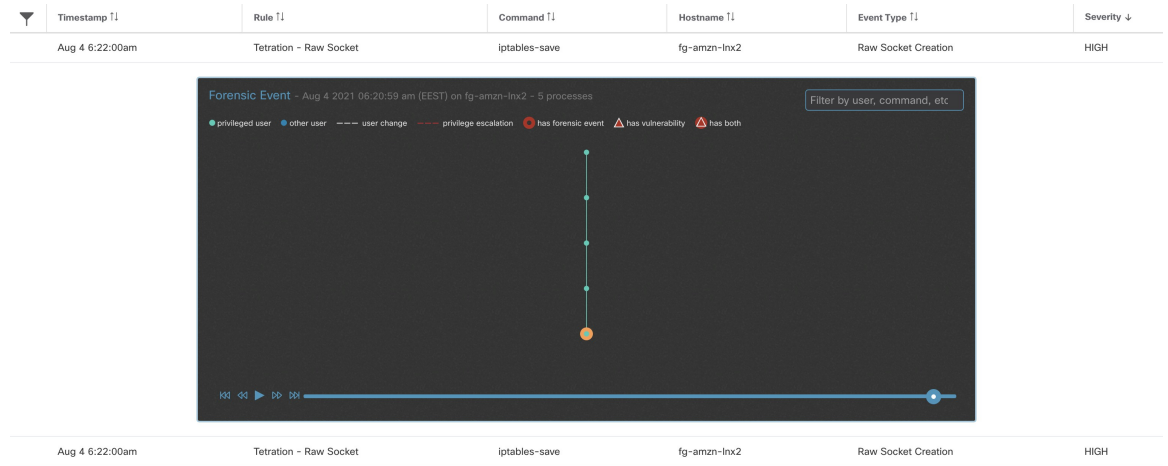 Timestamp ↑↓ Rule ↑↓ Command ↑↓ Hostname ↑↓ Event Type ↑↓ Severity ↓
Aug 4 6:22:00am Tetration - Raw Socket iptables-save fg-amzn-lnx2 Raw Socket Creation HIGH
Forensic Event - Aug 4 2021 06:20:59 am (EEST) on fg-amzn-lnx2 - 5 processes Filter by user, command, etc
privileged user other user user change privilege escalation has forensic event has vulnerability has both
Aug 4 6:22:00am Tetration - Raw Socket iptables-save fg-amzn-lnx2 Raw Socket Creation HIGH